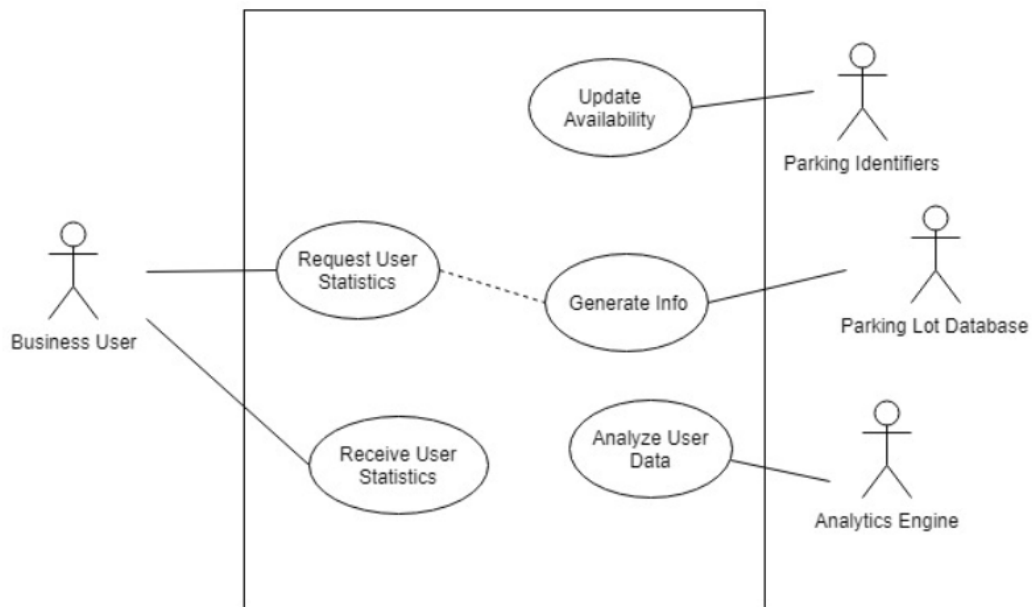 Update
Availability
Parking Identifiers
Request User
Statistics
Generate Info
Business User
Parking Lot Database
Receive User
Statistics
Analyze User
Data
Analytics Engine